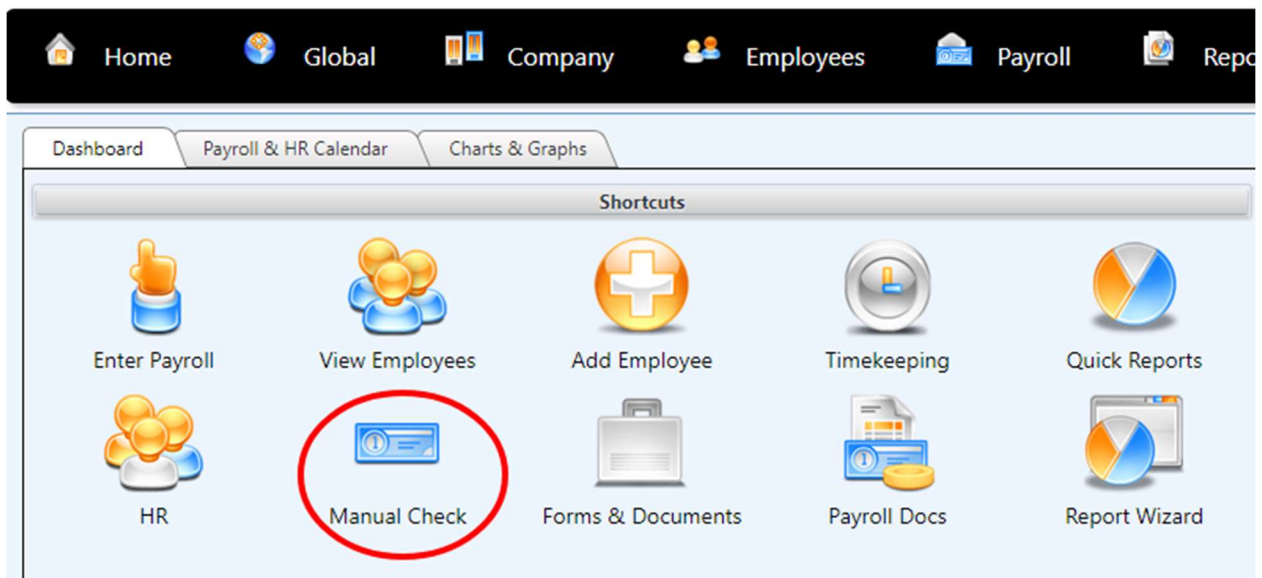 Home Global Company Employees Payroll Repo
Dashboard Payroll & HR Calendar Charts & Graphs
Shortcuts
Enter Payroll View Employees Add Employee Timekeeping Quick Reports
HR Manual Check Forms & Documents Payroll Docs Report Wizard